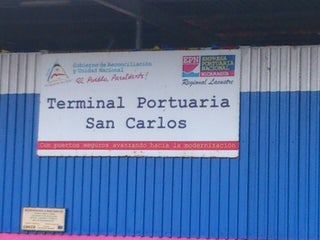 Gobierno de Reconciliación
y Unidad Nacional
El Pueblo, Presidente!
EPN
EMPRESA
PORTUARIA
NACIONAL
NICARAGUA
Regional Lacustre
Terminal Portuaria
San Carlos
Con puertos seguros avanzando hacia la modernización